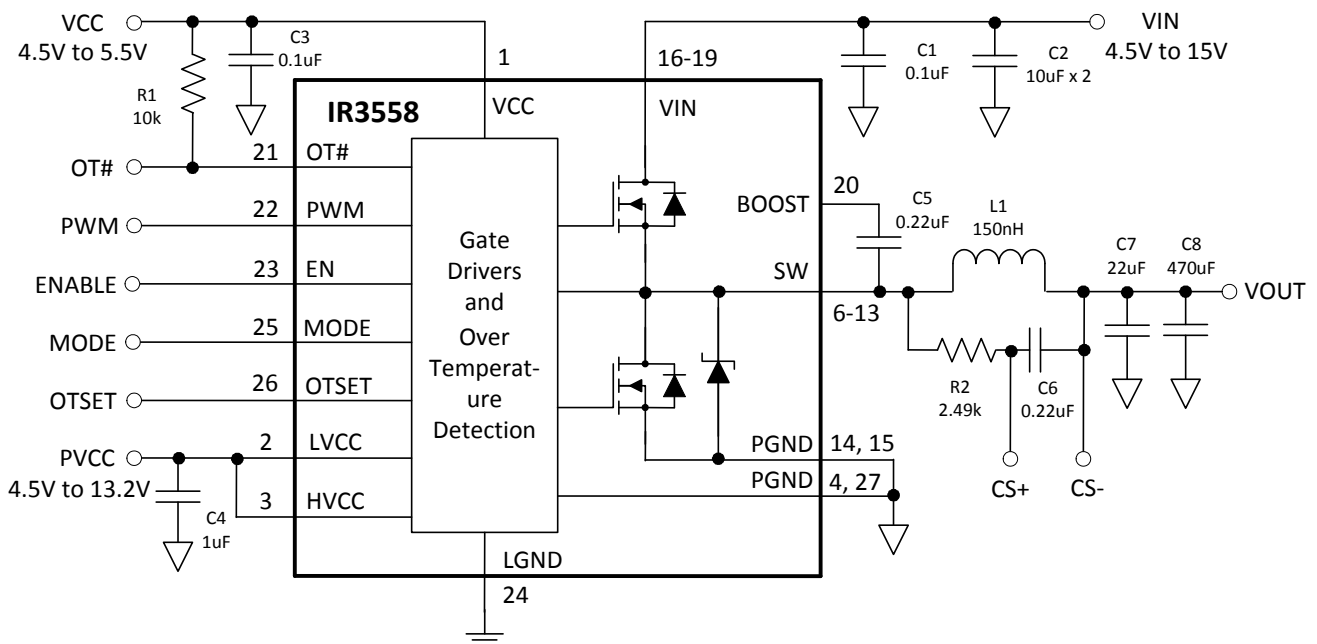 VCC
4.5V to 5.5V
C3
0.1uF
R1
10k
1
16-19
C1
0.1uF
C2
10uF x 2
VIN
4.5V to 15V
IR3558
VCC
VIN
OT#
21
OT#
PWM
22
PWM
ENABLE
23
EN
MODE
25
MODE
OTSET
26
OTSET
PVCC
4.5V to 13.2V
2
LVCC
3
HVCC
C4
1uF
Gate
Drivers
and
Over
Temperat-
ure
Detection
BOOST
20
C5
0.22uF
SW
6-13
L1
150nH
C7
22uF
C8
470uF
VOUT
R2
2.49k
C6
0.22uF
CS+
CS-
PGND
14, 15
PGND
4, 27
LGND
24